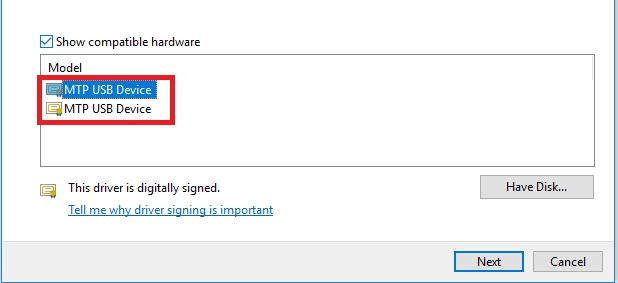 Show compatible hardware
Model
MTP USB Device
MTP USB Device
This driver is digitally signed.
Have Disk...
Tell me why driver signing is important
Next
Cancel